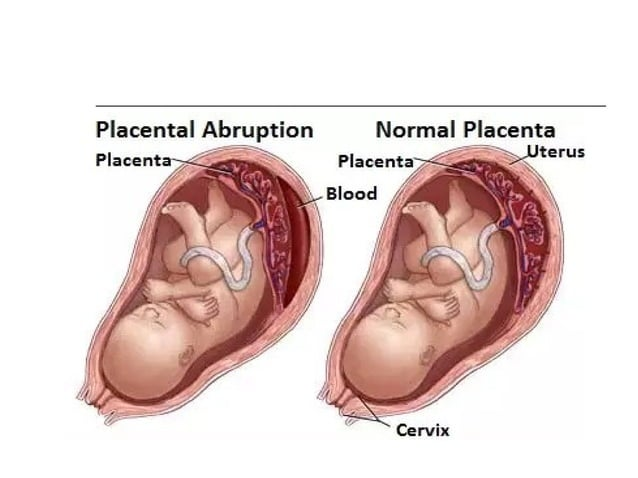 Placental Abruption
Normal Placenta
Placenta
Blood
Placenta
Uterus
Cervix